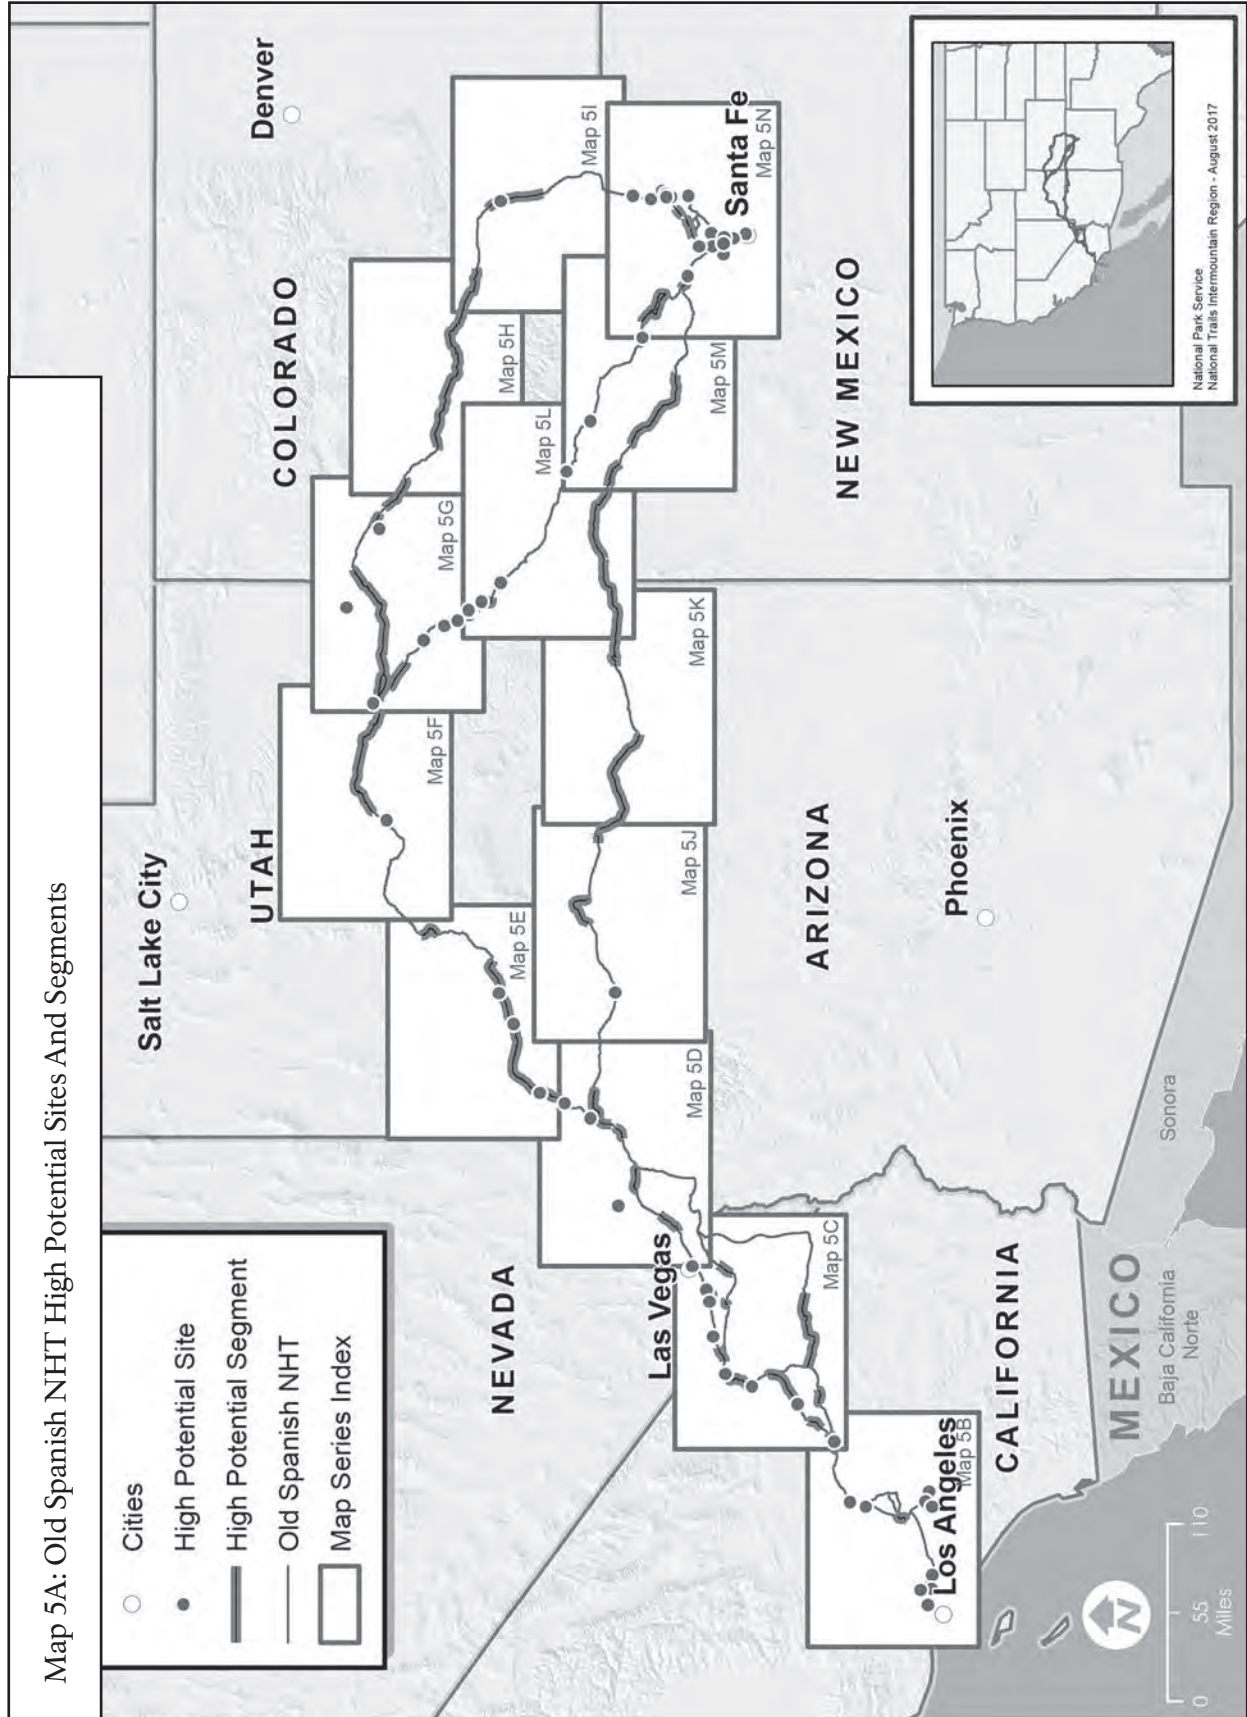 Map 5A: Old Spanish NHT High Potential Sites And Segments
Cities
High Potential Site
High Potential Segment
Old Spanish NHT
Map Series Index
Salt Lake City
Denver
UTAH
COLORADO
NEVADA
Las Vegas
ARIZONA
Phoenix
NEW MEXICO
Santa Fe
CALIFORNIA
Los Angeles
MEXICO
Baja California
Norte
Sonora
Map 5B
Map 5C
Map 5D
Map 5E
Map 5F
Map 5G
Map 5H
Map 5I
Map 5J
Map 5K
Map 5L
Map 5M
Map 5N
N
0 55 110
Miles
National Park Service
National Trails Intermountain Region - August 2017